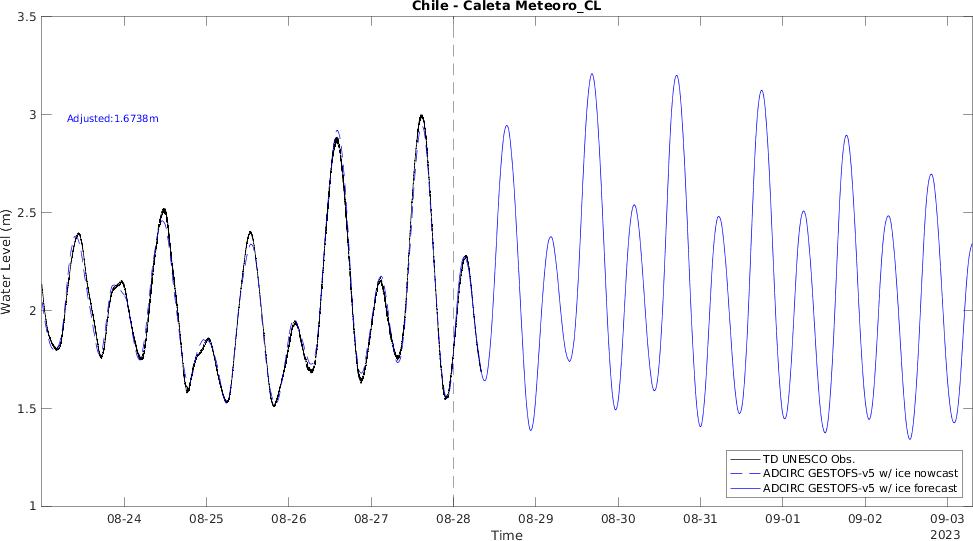 Chile - Caleta Meteoro_CL
3.5
3
2.5
2
1.5
1
Water Level (m)
Adjusted:1.6738m
TD UNESCO Obs.
ADCIRC GESTOFS-v5 w/ ice nowcast
ADCIRC GESTOFS-v5 w/ ice forecast
08-24 08-25 08-26 08-27 08-28 08-29 08-30 08-31 09-01 09-02 09-03
2023
Time